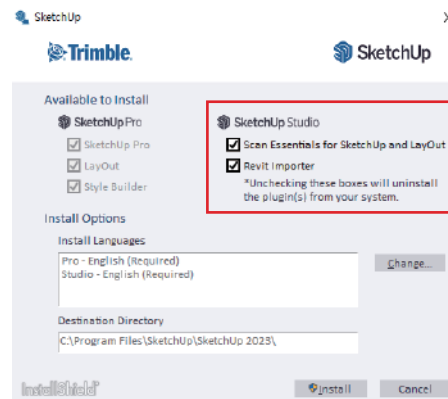 SketchUp
Trimble.
SketchUp
Available to Install
SketchUp Pro
SketchUp Pro
LayOut
Style Builder
SketchUp Studio
Scan Essentials for SketchUp and LayOut
Revit Importer
*Unchecking these boxes will uninstall
the plugin(s) from your system.
Install Options
Install Languages
Pro - English (Required)
Studio - English (Required)
Change...
Destination Directory
C:\Program Files\SketchUp\SketchUp 2023\
InstallShield
Install
Cancel